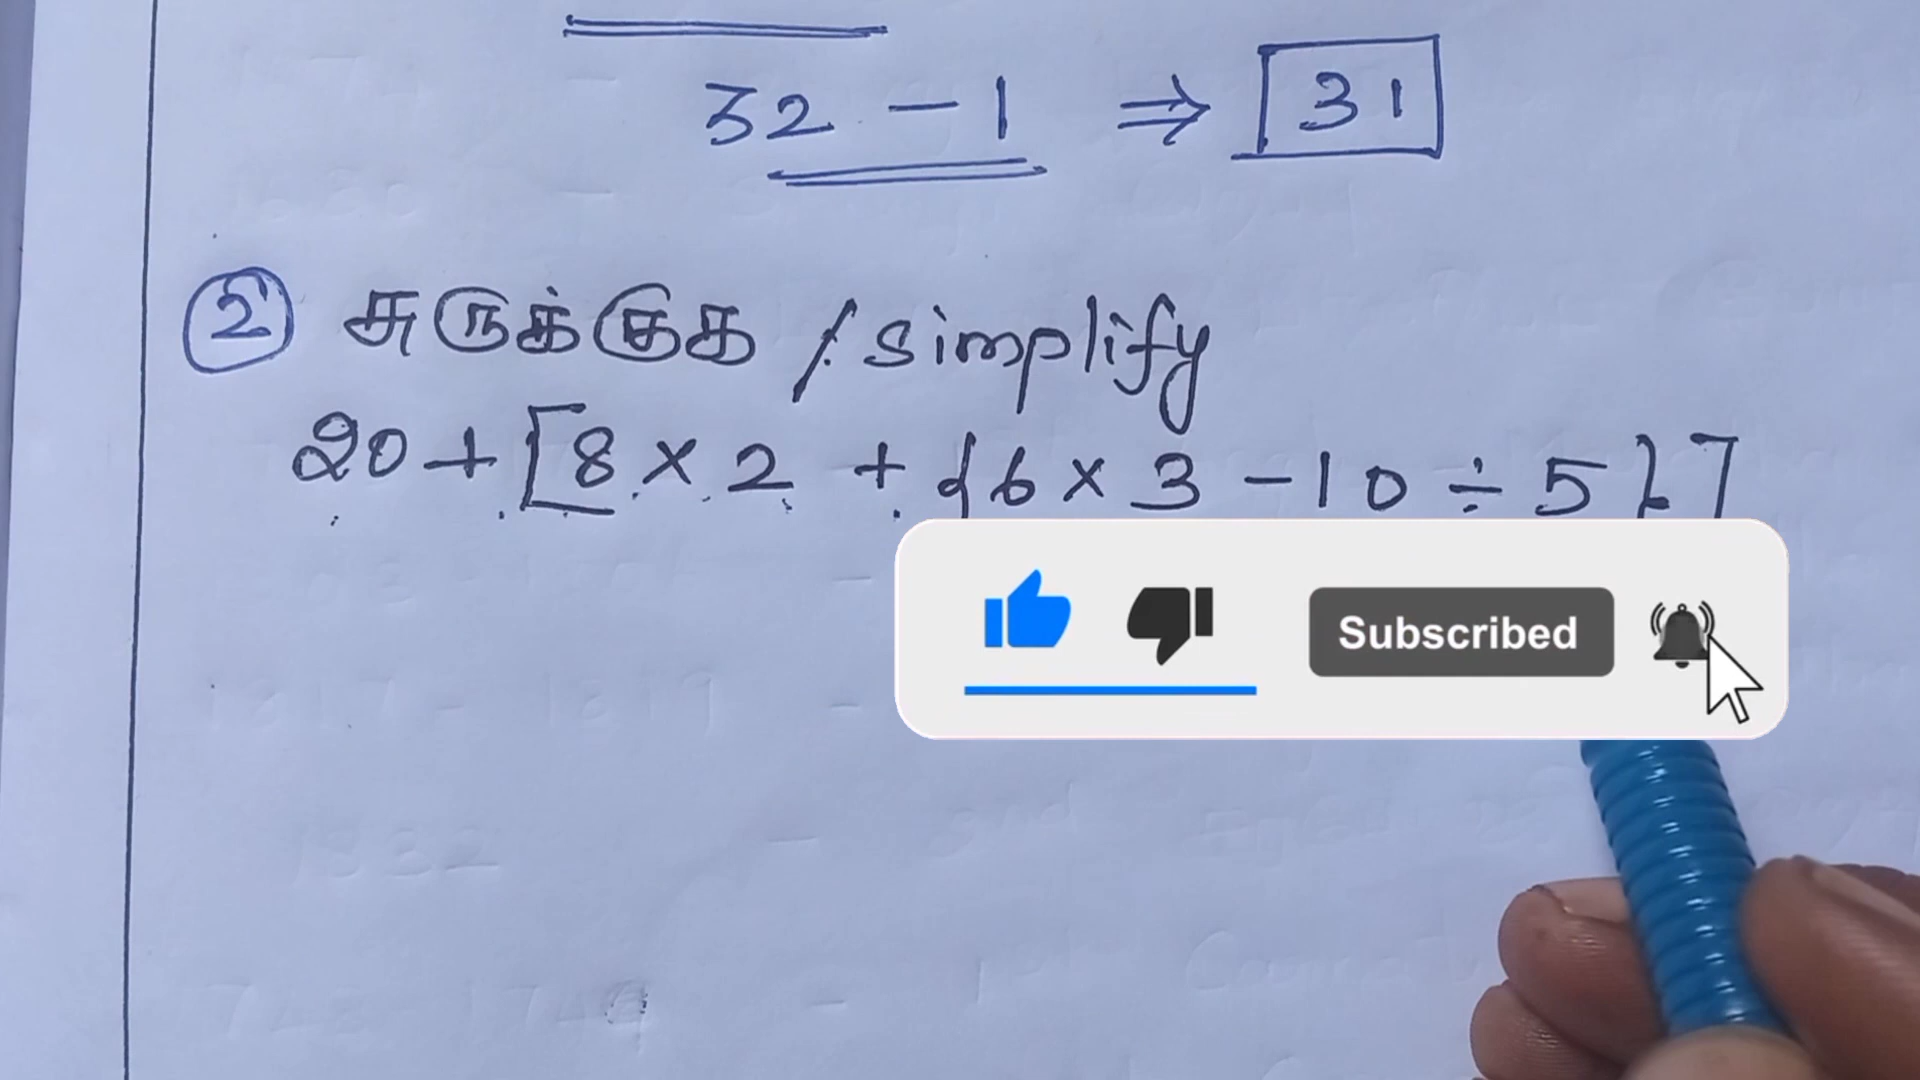 32 - 1 ⇒ 31
② சுருக்குக / simplify
20 + [8 × 2 + {6 × 3 - 10 ÷ 5}]
Subscribed